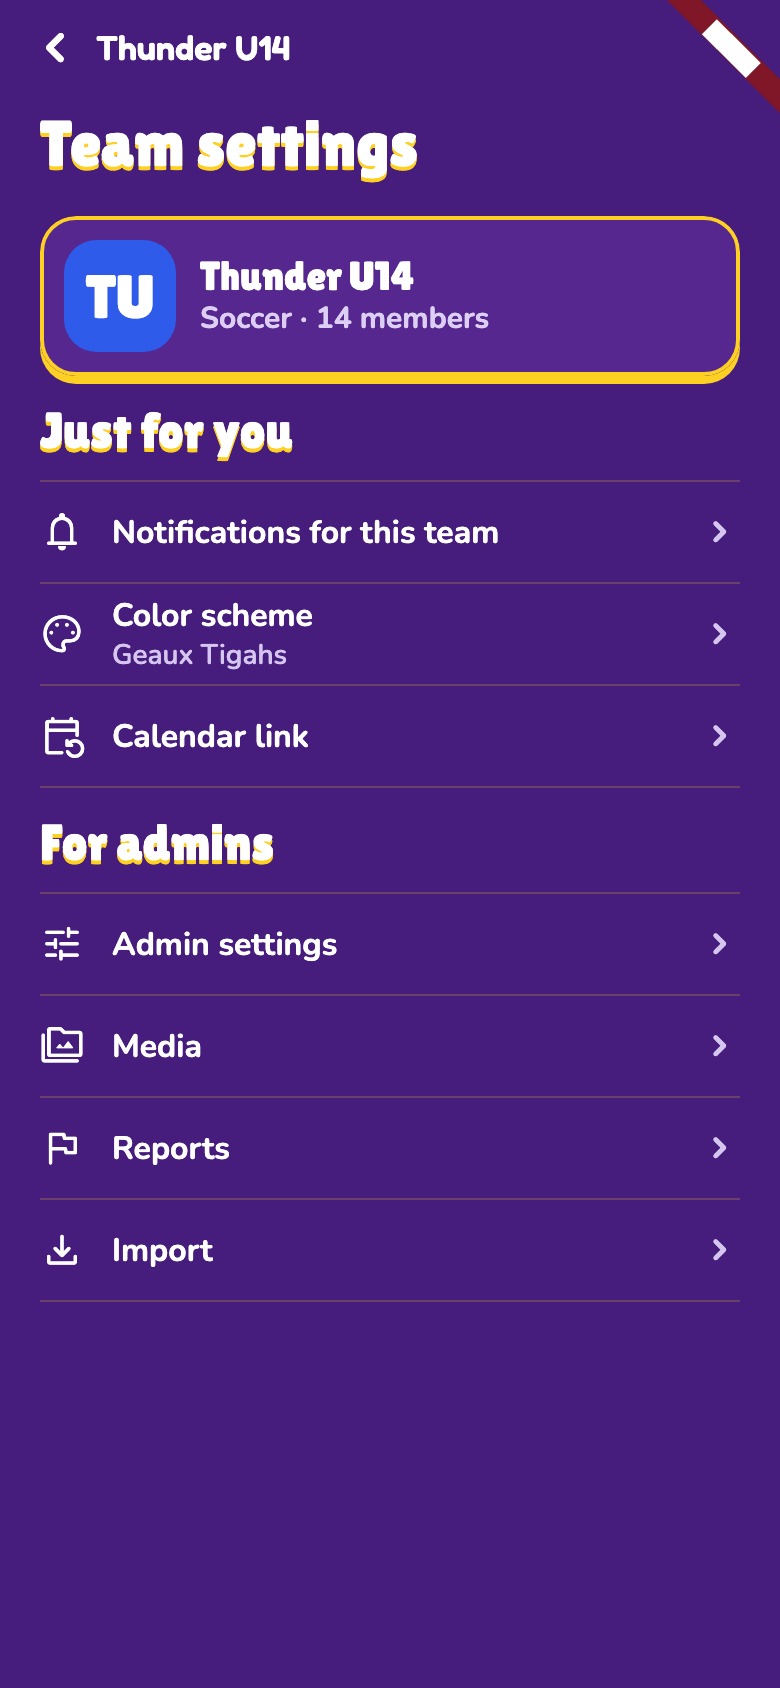 Thunder U14
Team settings
TU
Thunder U14
Soccer · 14 members
Just for you
Notifications for this team
Color scheme
Geaux Tigahs
Calendar link
For admins
Admin settings
Media
Reports
Import